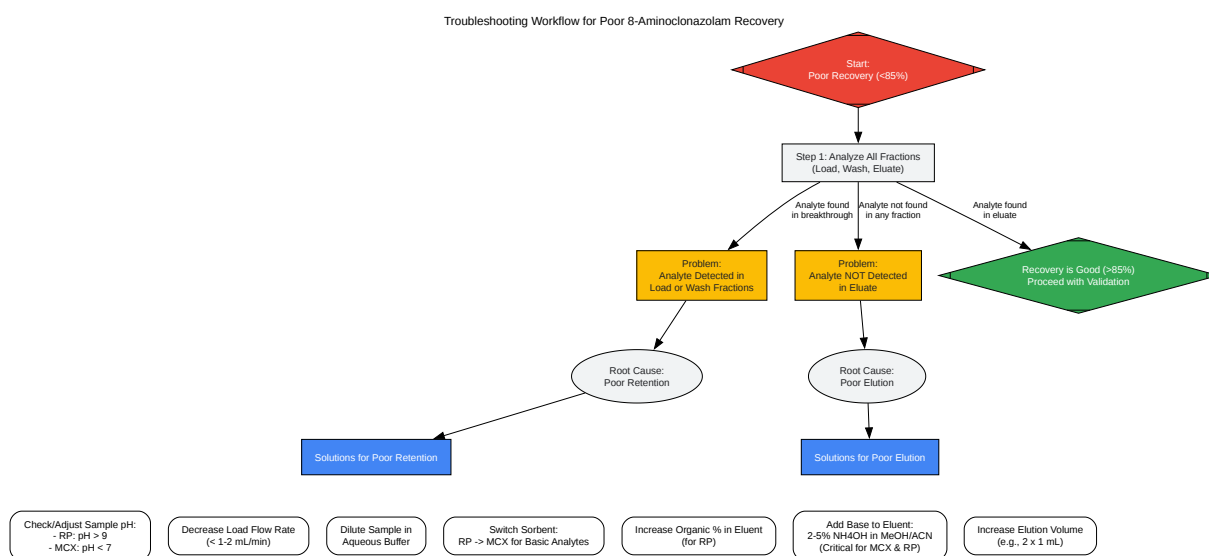 Troubleshooting Workflow for Poor 8-Aminoclonazolam Recovery
Start:
Poor Recovery (<85%)
Step 1: Analyze All Fractions
(Load, Wash, Eluate)
Analyte found
in breakthrough
Analyte not found
in any fraction
Analyte found
in eluate
Problem:
Analyte Detected in
Load or Wash Fractions
Problem:
Analyte NOT Detected
in Eluate
Recovery is Good (>85%)
Proceed with Validation
Root Cause:
Poor Retention
Root Cause:
Poor Elution
Solutions for Poor Retention
Solutions for Poor Elution
Check/Adjust Sample pH:
- RP: pH > 9
- MCX: pH < 7
Decrease Load Flow Rate
(< 1-2 mL/min)
Dilute Sample in
Aqueous Buffer
Switch Sorbent:
RP -> MCX for Basic Analytes
Increase Organic % in Eluent
(for RP)
Add Base to Eluent:
2-5% NH4OH in MeOH/ACN
(Critical for MCX & RP)
Increase Elution Volume
(e.g., 2 x 1 mL)